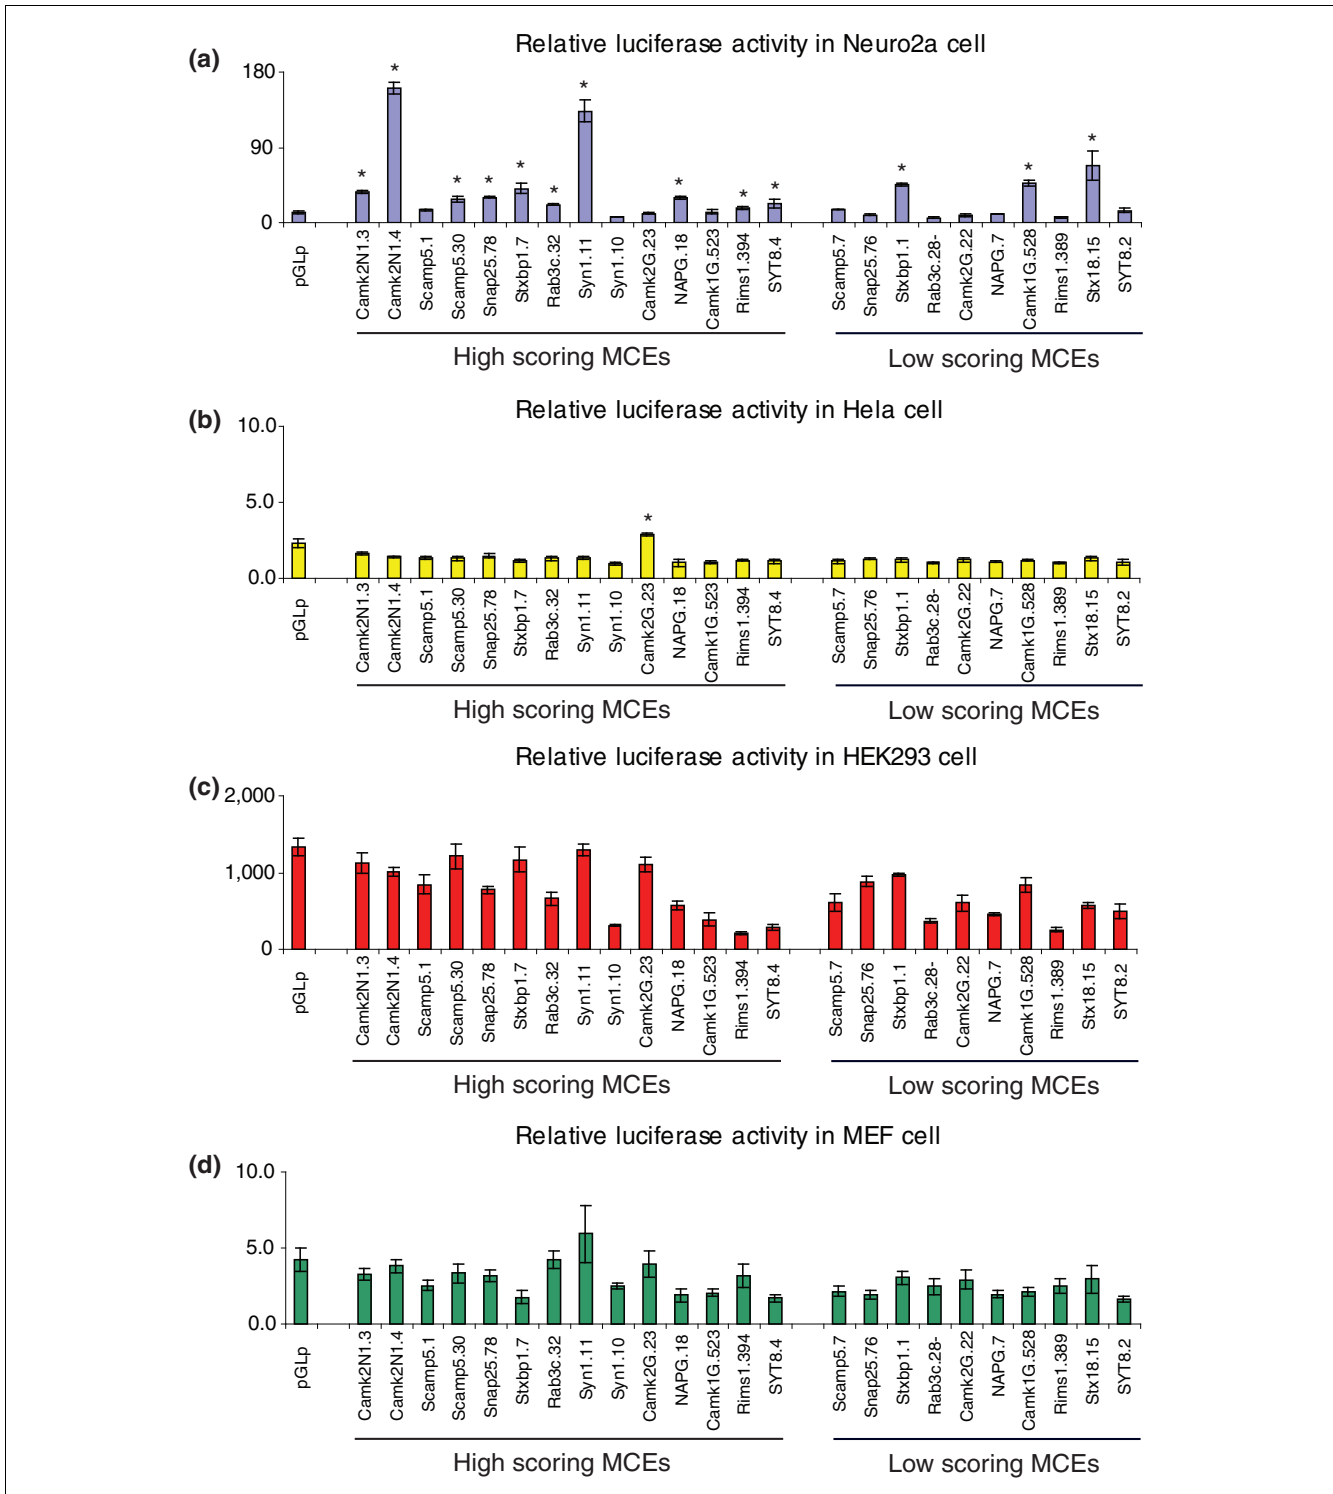 Relative luciferase activity in Neuro2a cell
(a)
180
90
0
* * * * * * * * * * * * *
pGLp Camk2N1.3 Camk2N1.4 Scamp5.1 Scamp5.30 Snap25.78 Stxbp1.7 Rab3c.32 Syn1.11 Syn1.10 Camk2G.23 NAPG.18 Camk1G.523 Rims1.394 SYT8.4 Scamp5.7 Snap25.76 Stxbp1.1 Rab3c.28- Camk2G.22 NAPG.7 Camk1G.528 Rims1.389 Stx18.15 SYT8.2
High scoring MCEs Low scoring MCEs
Relative luciferase activity in Hela cell
(b)
10.0
5.0
0.0
*
pGLp Camk2N1.3 Camk2N1.4 Scamp5.1 Scamp5.30 Snap25.78 Stxbp1.7 Rab3c.32 Syn1.11 Syn1.10 Camk2G.23 NAPG.18 Camk1G.523 Rims1.394 SYT8.4 Scamp5.7 Snap25.76 Stxbp1.1 Rab3c.28- Camk2G.22 NAPG.7 Camk1G.528 Rims1.389 Stx18.15 SYT8.2
High scoring MCEs Low scoring MCEs
Relative luciferase activity in HEK293 cell
(c)
2,000
1,000
0
pGLp Camk2N1.3 Camk2N1.4 Scamp5.1 Scamp5.30 Snap25.78 Stxbp1.7 Rab3c.32 Syn1.11 Syn1.10 Camk2G.23 NAPG.18 Camk1G.523 Rims1.394 SYT8.4 Scamp5.7 Snap25.76 Stxbp1.1 Rab3c.28- Camk2G.22 NAPG.7 Camk1G.528 Rims1.389 Stx18.15 SYT8.2
High scoring MCEs Low scoring MCEs
Relative luciferase activity in MEF cell
(d)
10.0
5.0
0.0
pGLp Camk2N1.3 Camk2N1.4 Scamp5.1 Scamp5.30 Snap25.78 Stxbp1.7 Rab3c.32 Syn1.11 Syn1.10 Camk2G.23 NAPG.18 Camk1G.523 Rims1.394 SYT8.4 Scamp5.7 Snap25.76 Stxbp1.1 Rab3c.28- Camk2G.22 NAPG.7 Camk1G.528 Rims1.389 Stx18.15 SYT8.2
High scoring MCEs Low scoring MCEs